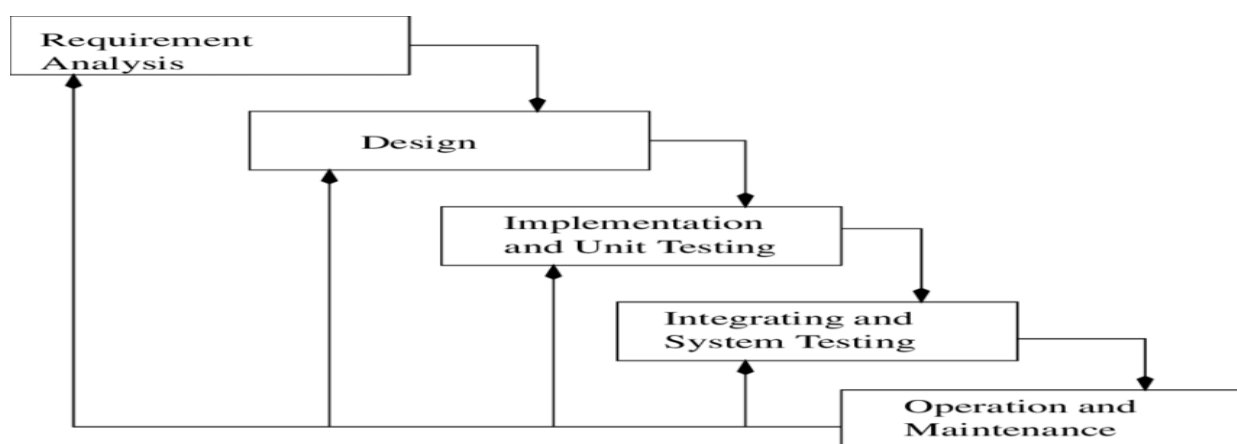 Requirement
Analysis
Design
Implementation
and Unit Testing
Integrating and
System Testing
Operation and
Maintenance